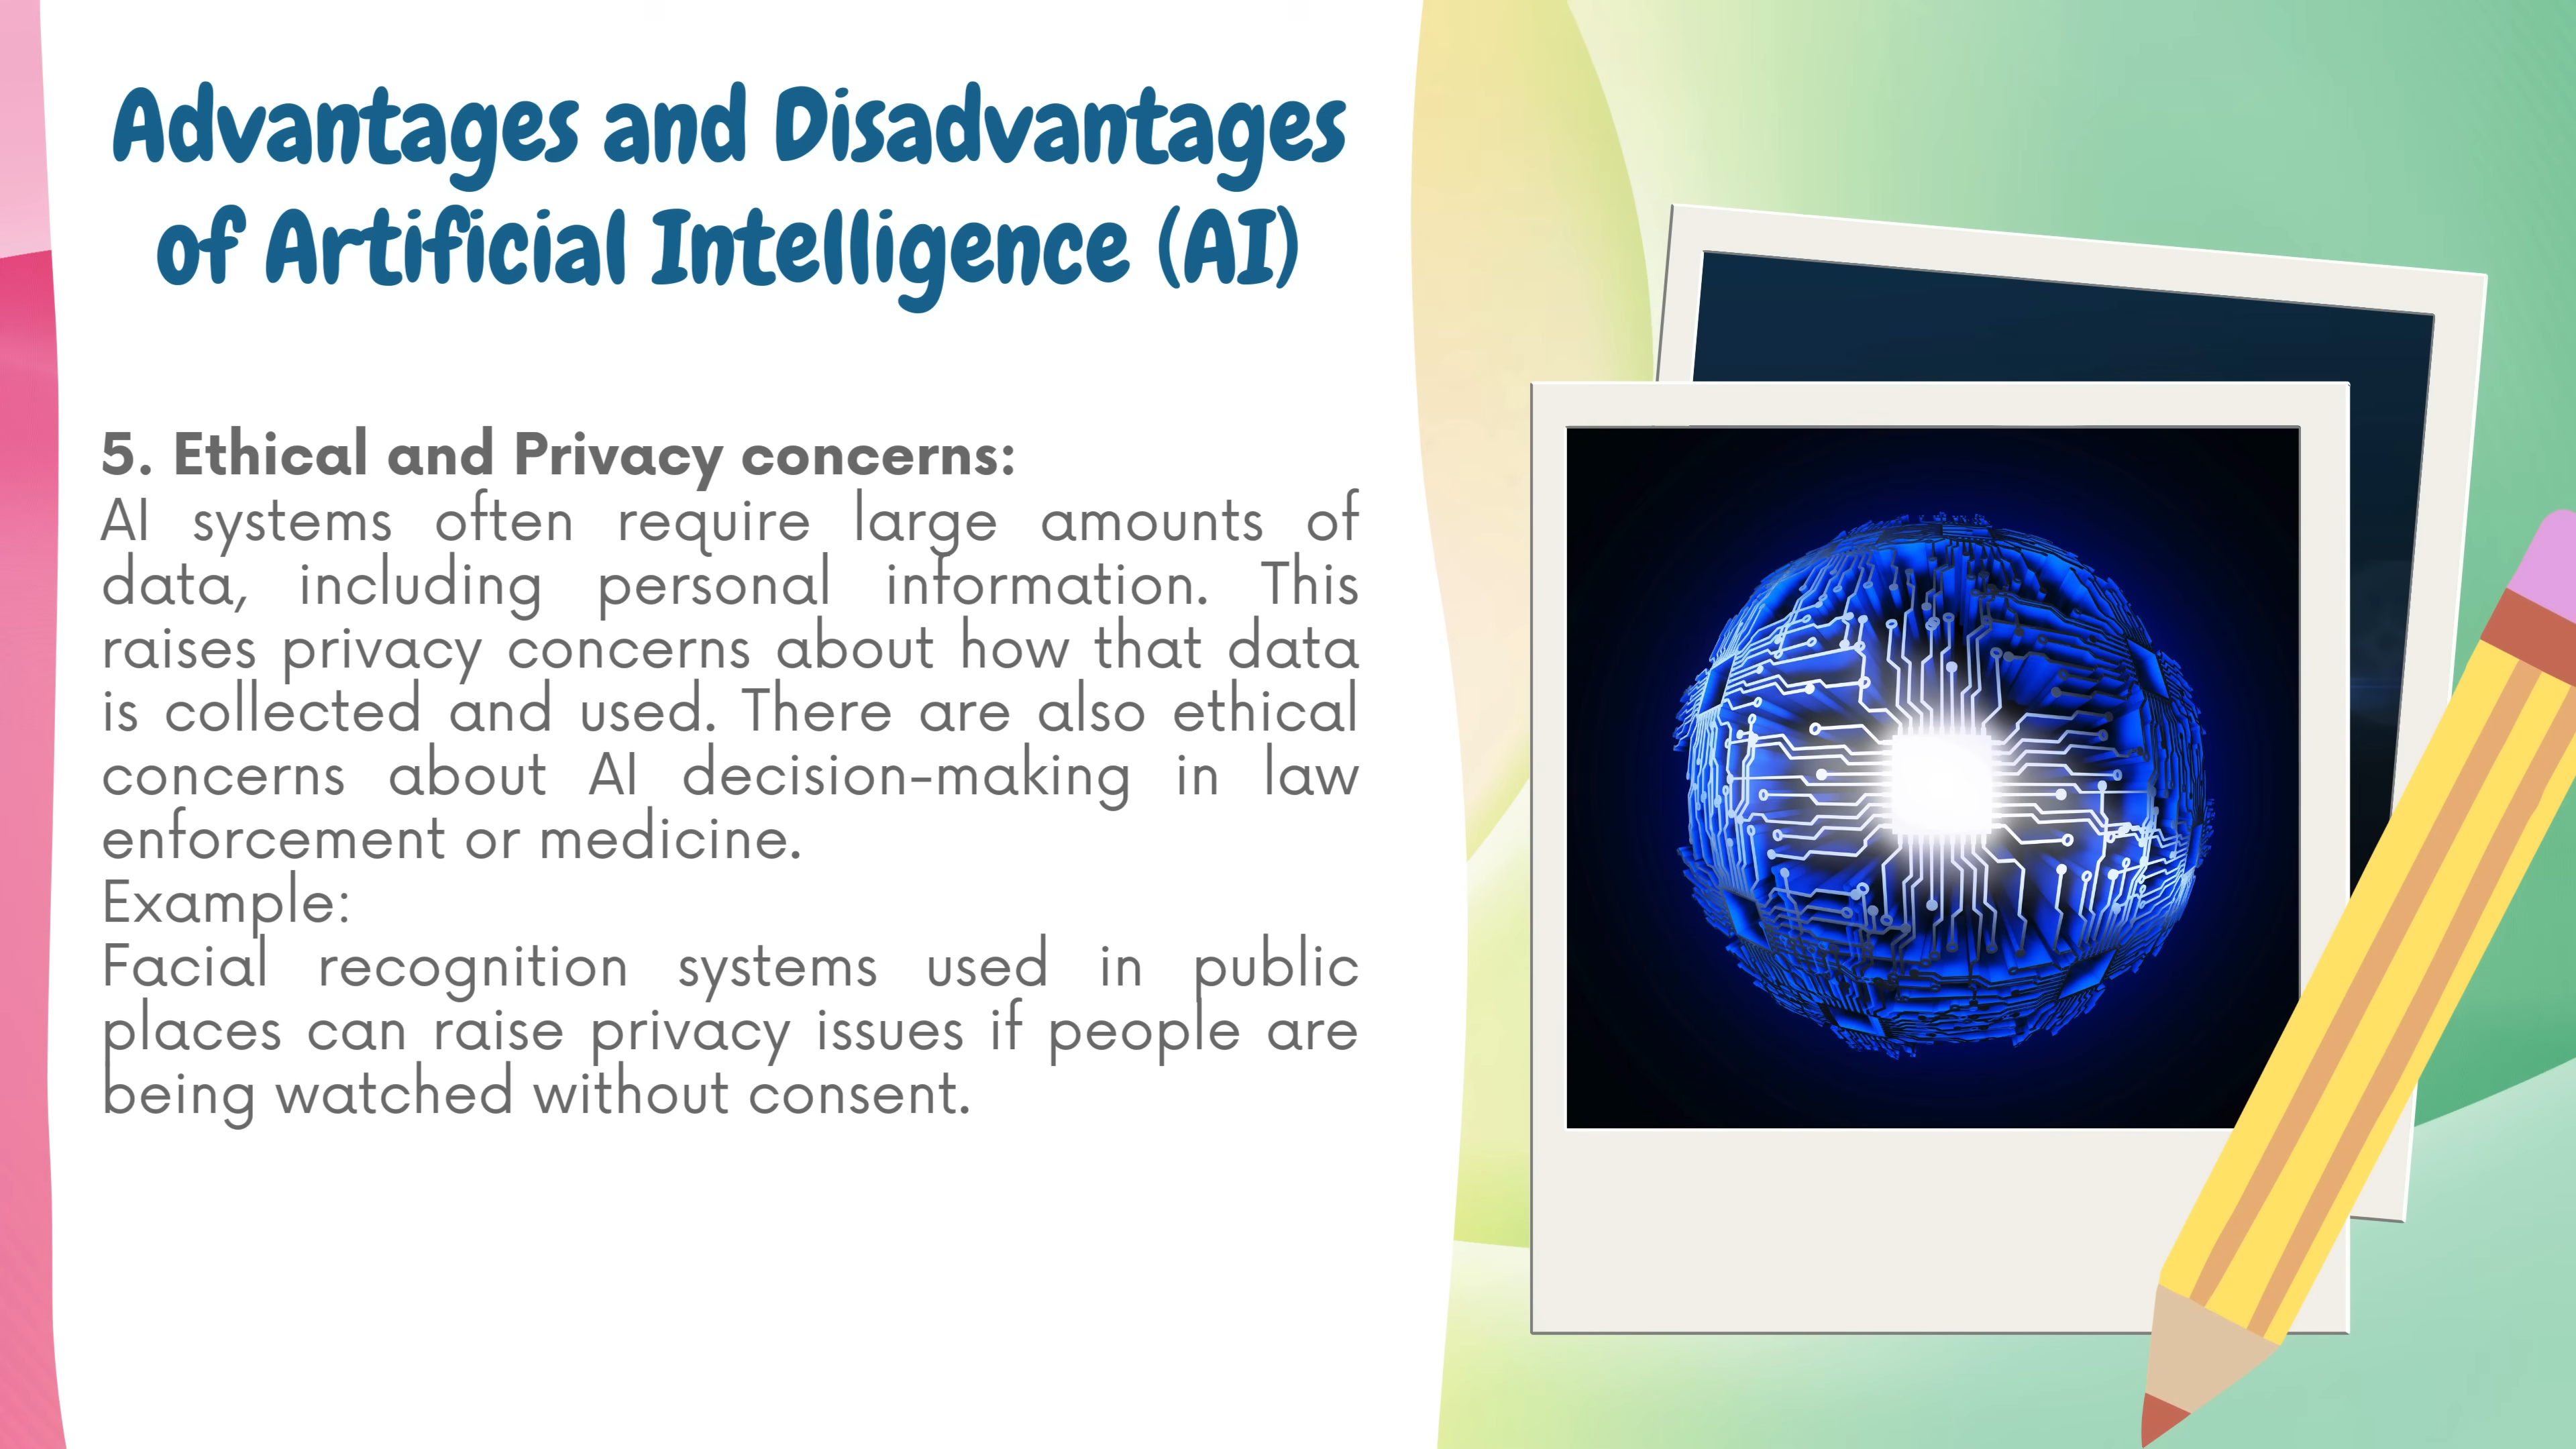 Advantages and Disadvantages
of Artificial Intelligence (AI)
5. Ethical and Privacy concerns:
AI systems often require large amounts of
data, including personal information. This
raises privacy concerns about how that data
is collected and used. There are also ethical
concerns about AI decision-making in law
enforcement or medicine.
Example:
Facial recognition systems used in public
places can raise privacy issues if people are
being watched without consent.